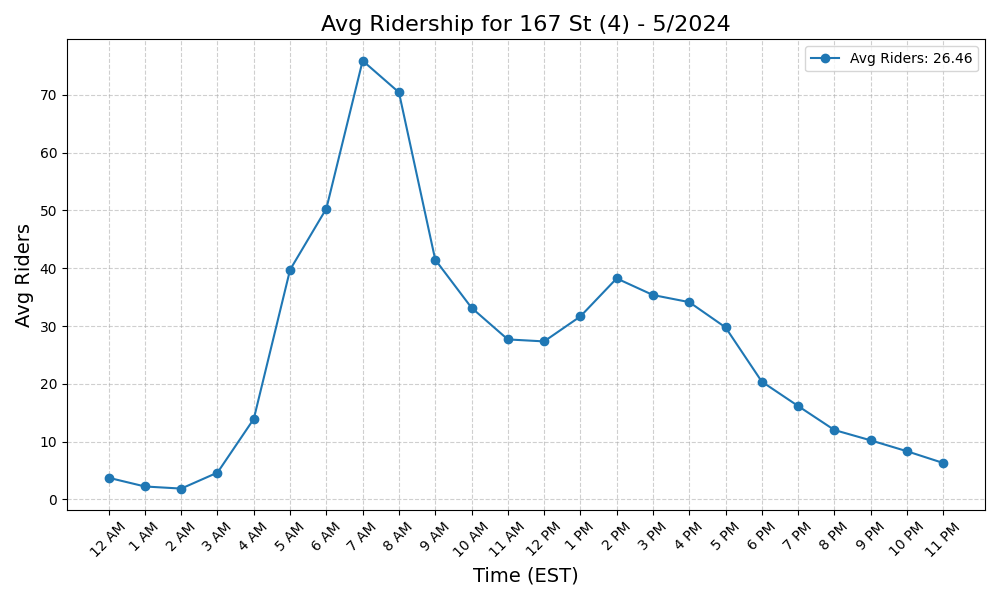 Avg Ridership for 167 St (4) - 5/2024
Avg Riders: 26.46
Avg Riders
70
60
50
40
30
20
10
0
12 AM
1 AM
2 AM
3 AM
4 AM
5 AM
6 AM
7 AM
8 AM
9 AM
10 AM
11 AM
12 PM
1 PM
2 PM
3 PM
4 PM
5 PM
6 PM
7 PM
8 PM
9 PM
10 PM
11 PM
Time (EST)